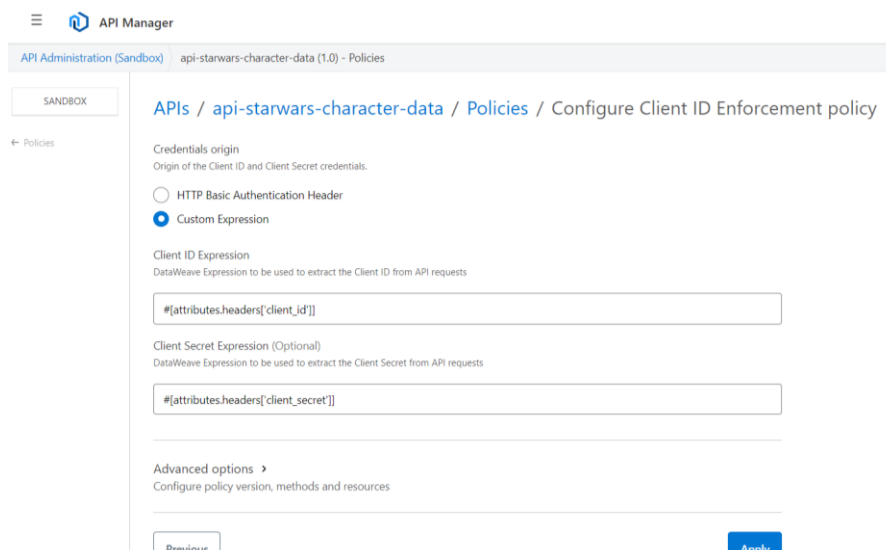 API Manager
API Administration (Sandbox) api-starwars-character-data (1.0) - Policies
SANDBOX
APIs / api-starwars-character-data / Policies / Configure Client ID Enforcement policy
← Policies
Credentials origin
Origin of the Client ID and Client Secret credentials.
HTTP Basic Authentication Header
Custom Expression
Client ID Expression
DataWeave Expression to be used to extract the Client ID from API requests
#[attributes.headers['client_id']]
Client Secret Expression (Optional)
DataWeave Expression to be used to extract the Client Secret from API requests
#[attributes.headers['client_secret']]
Advanced options >
Configure policy version, methods and resources
Previous
Apply